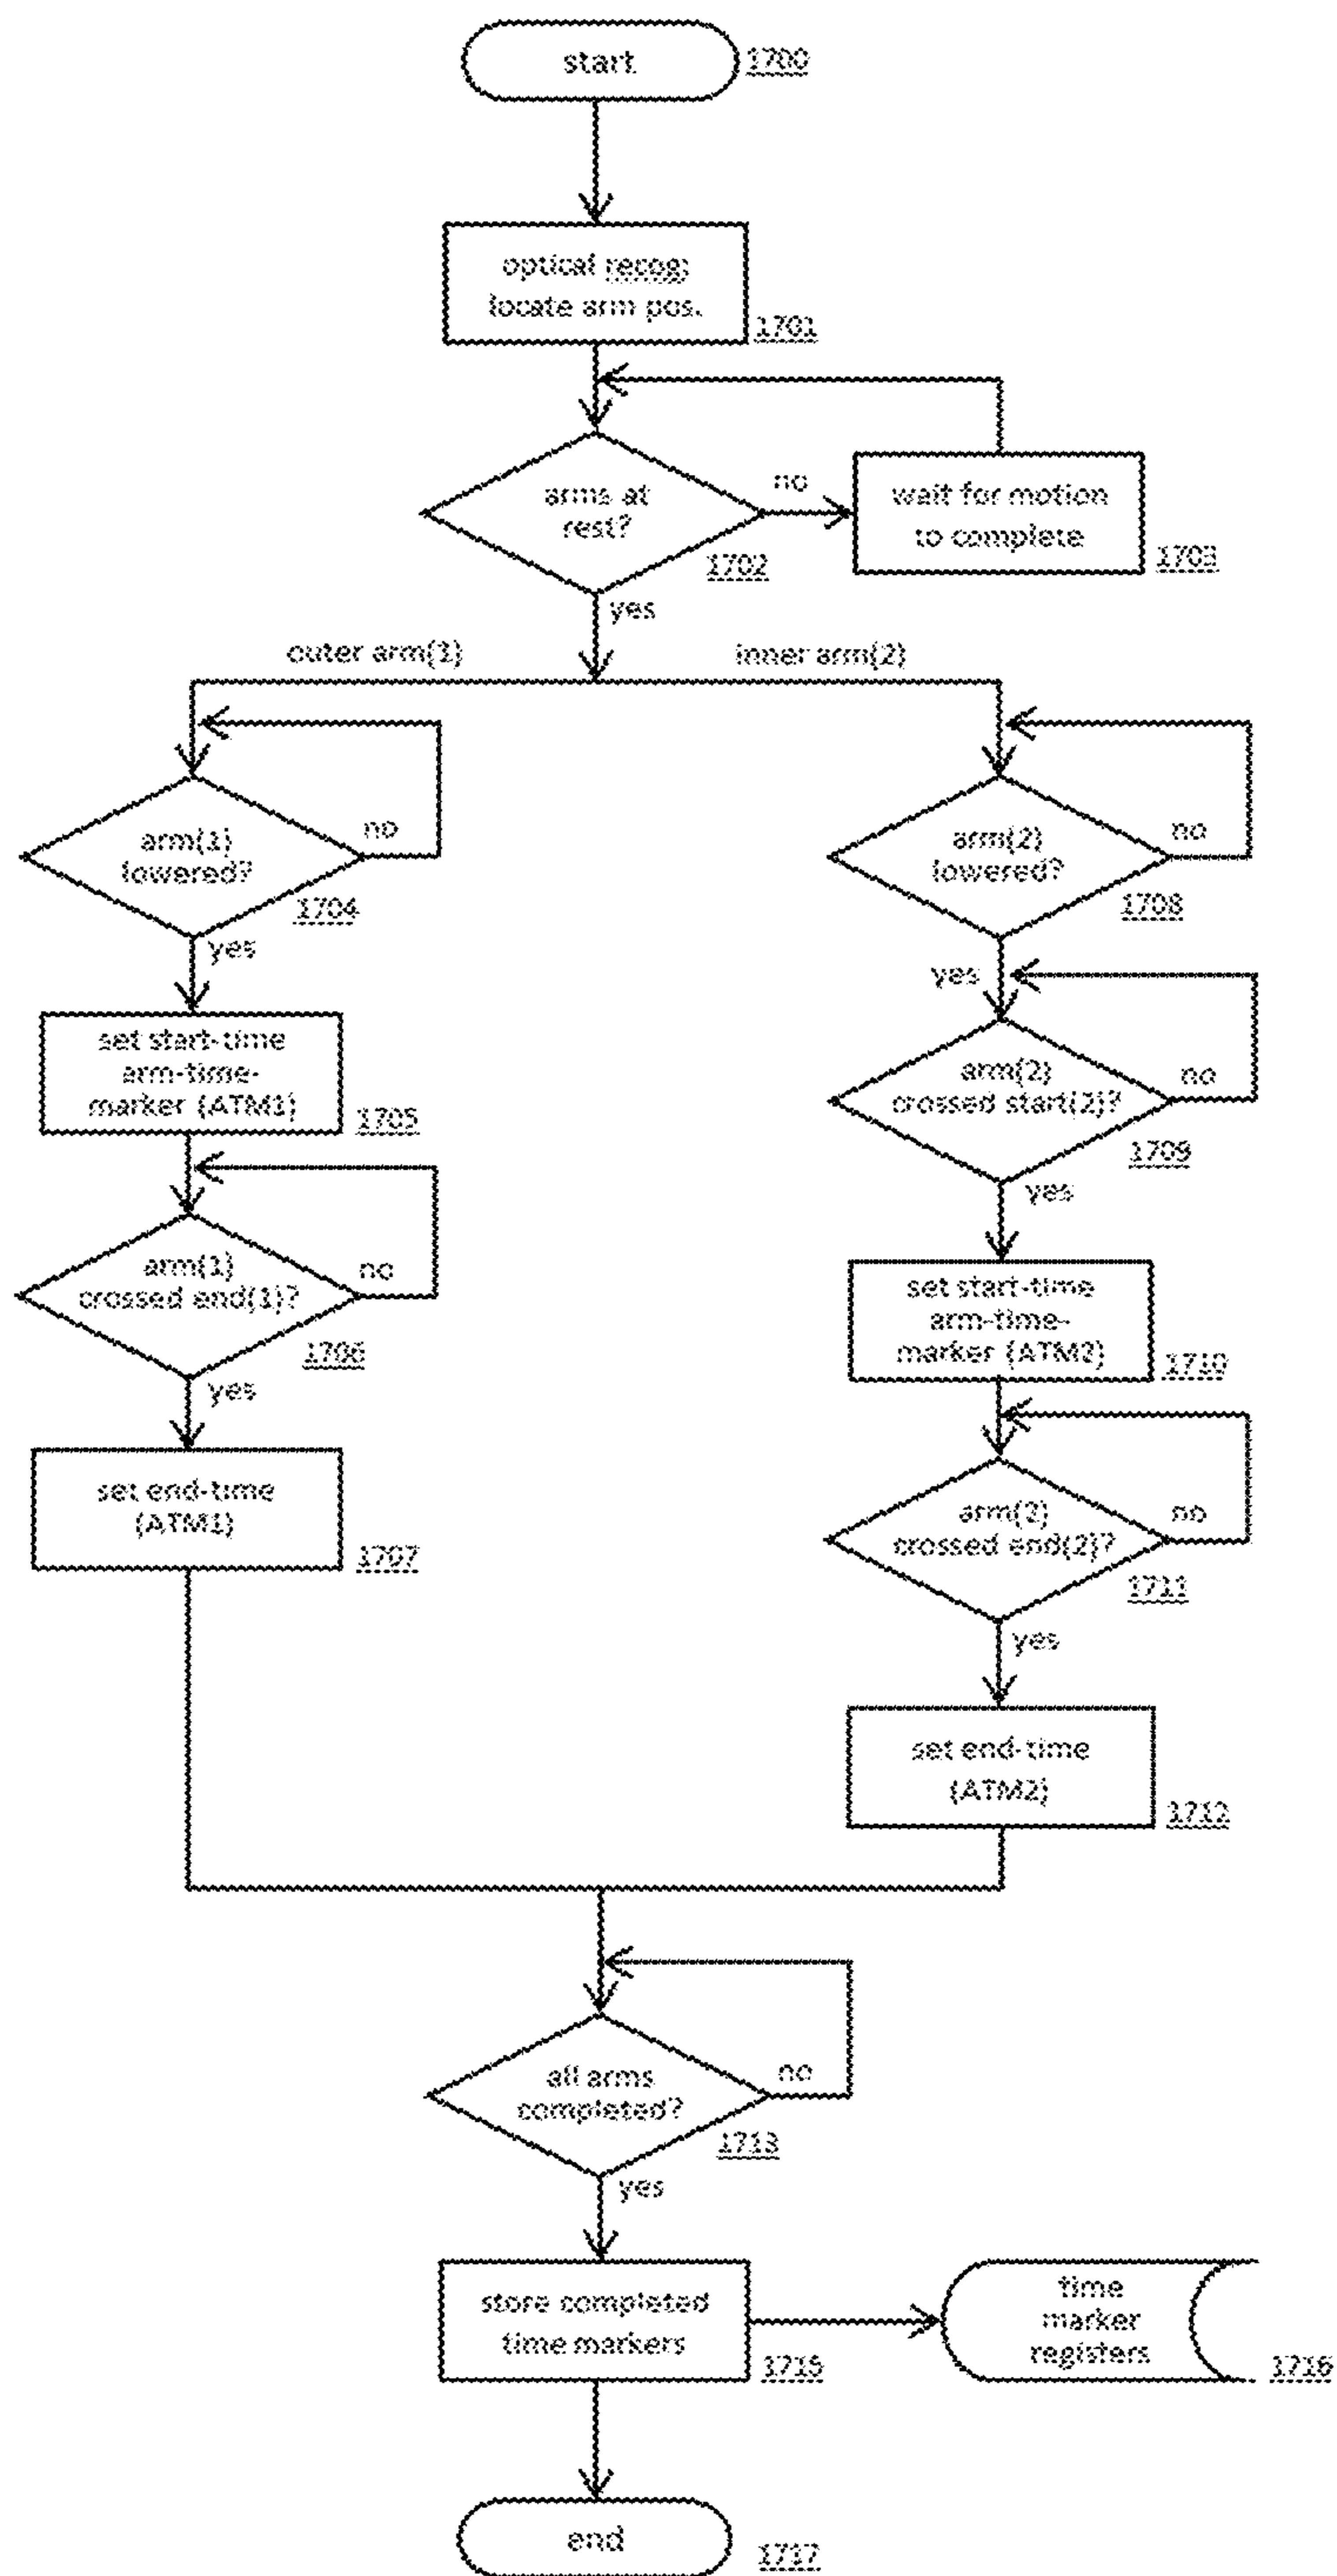 start
1700
optical recog:
locate arm pos.
1701
arms at
rest?
1702
no
wait for motion
to complete
1703
yes
outer arm(1)
inner arm(2)
arm(1)
lowered?
no
1704
yes
set start-time
arm-time-
marker (ATM1)
1705
arm(1)
crossed end(1)?
no
1706
yes
set end-time
(ATM1)
1707
arm(2)
lowered?
no
1708
yes
arm(2)
crossed start(2)?
no
1709
yes
set start-time
arm-time-
marker (ATM2)
1710
arm(2)
crossed end(2)?
no
1711
yes
set end-time
(ATM2)
1712
all arms
completed?
no
1713
yes
store completed
time markers
1715
time
marker
registers
1716
end
1717